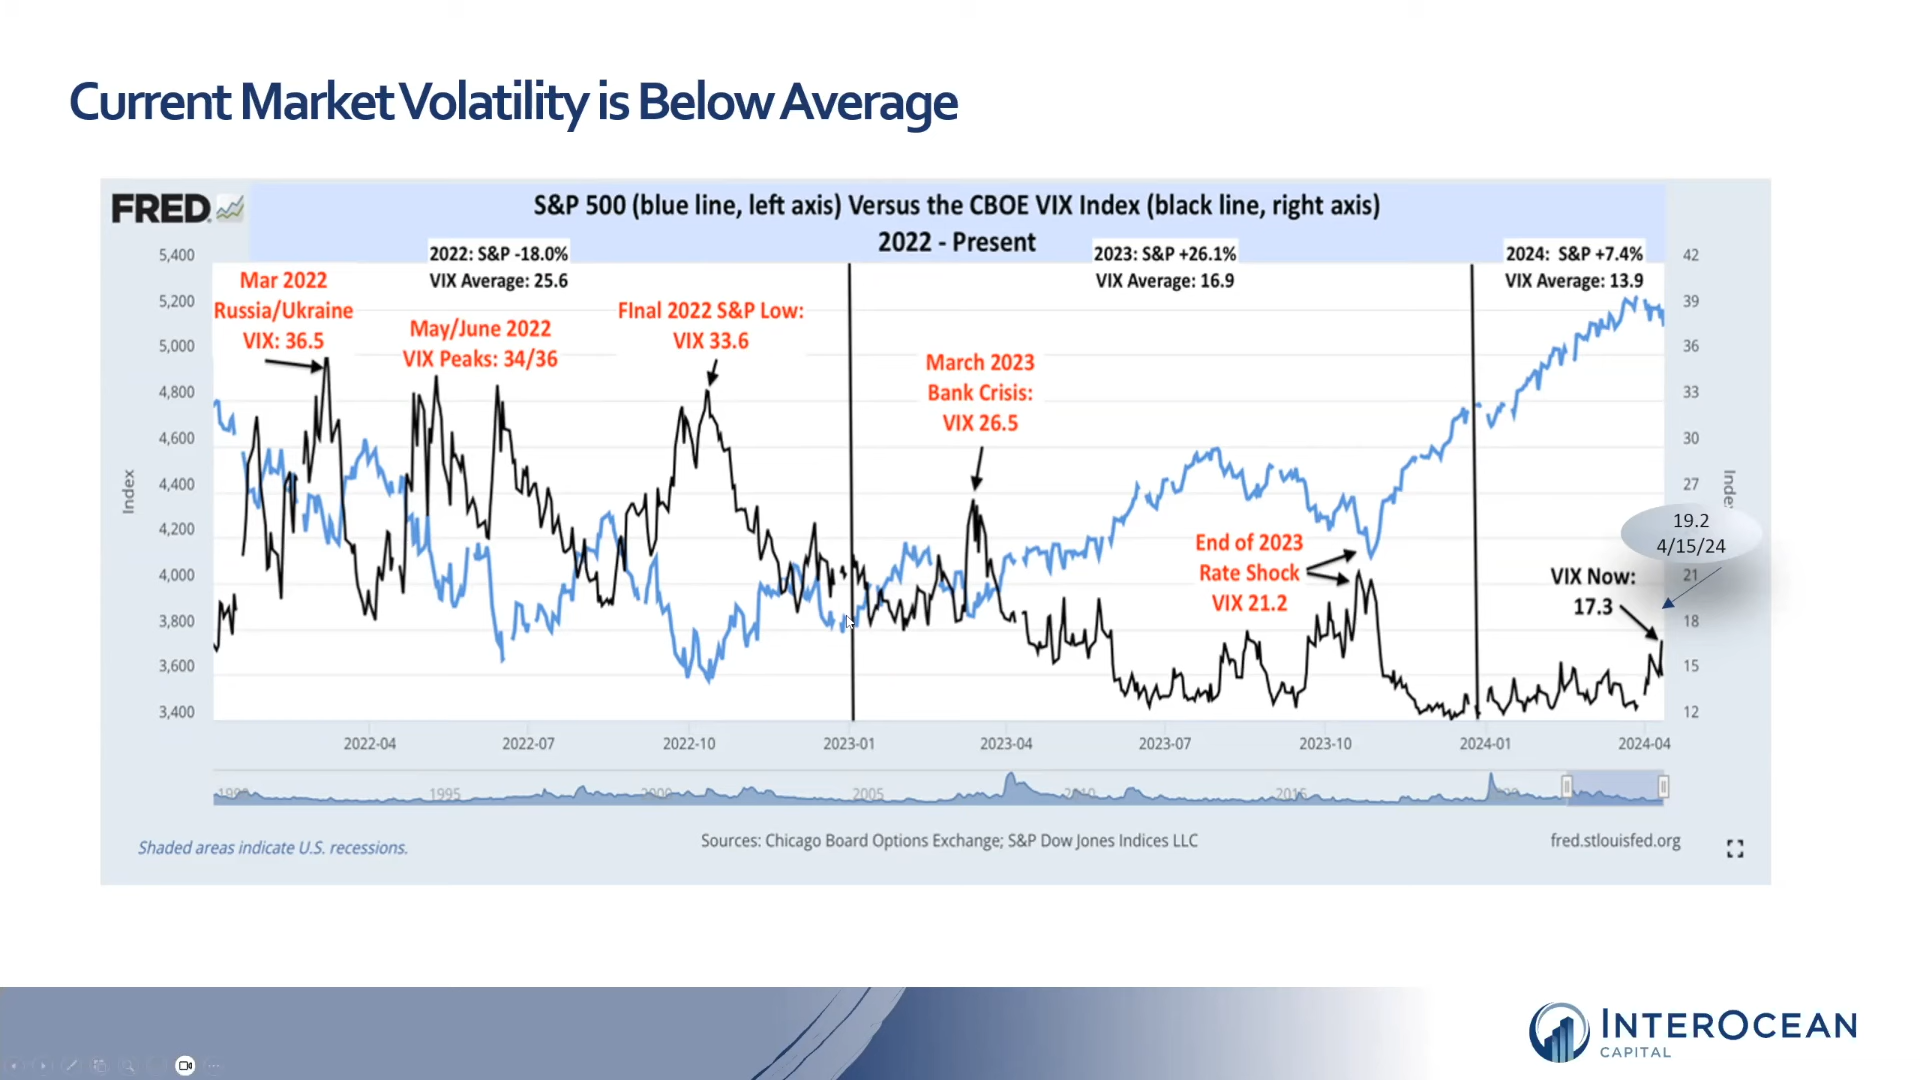 Current Market Volatility is Below Average
FRED
S&P 500 (blue line, left axis) Versus the CBOE VIX Index (black line, right axis)
2022 - Present
2022: S&P -18.0%
VIX Average: 25.6
2023: S&P +26.1%
VIX Average: 16.9
2024: S&P +7.4%
VIX Average: 13.9
Mar 2022
Russia/Ukraine
VIX: 36.5
May/June 2022
VIX Peaks: 34/36
FInal 2022 S&P Low:
VIX 33.6
March 2023
Bank Crisis:
VIX 26.5
End of 2023
Rate Shock
VIX 21.2
VIX Now:
17.3
19.2
4/15/24
5,400
5,200
5,000
4,800
4,600
4,400
4,200
4,000
3,800
3,600
3,400
Index
42
39
36
33
30
27
21
18
15
12
2022-04
2022-07
2022-10
2023-01
2023-04
2023-07
2023-10
2024-01
2024-04
1995
2000
2005
2010
2015
Shaded areas indicate U.S. recessions.
Sources: Chicago Board Options Exchange; S&P Dow Jones Indices LLC
fred.stlouisfed.org
INTEROCEAN
CAPITAL